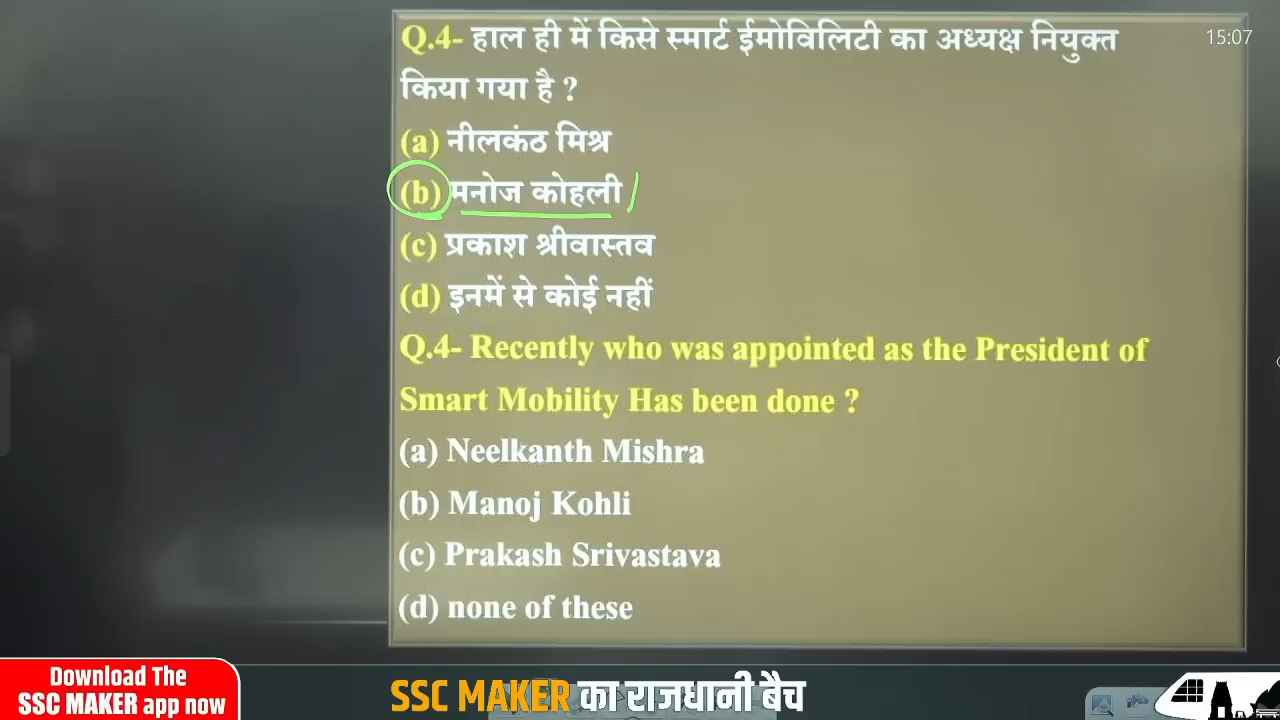 Q.4- हाल ही में किसे स्मार्ट ईमोविलिटी का अध्यक्ष नियुक्त
किया गया है ?
(a) नीलकंठ मिश्र
(b) मनोज कोहली
(c) प्रकाश श्रीवास्तव
(d) इनमें से कोई नहीं
Q.4- Recently who was appointed as the President of
Smart Mobility Has been done ?
(a) Neelkanth Mishra
(b) Manoj Kohli
(c) Prakash Srivastava
(d) none of these
15:07
Download The
SSC MAKER app now
SSC MAKER का राजधानी बैच